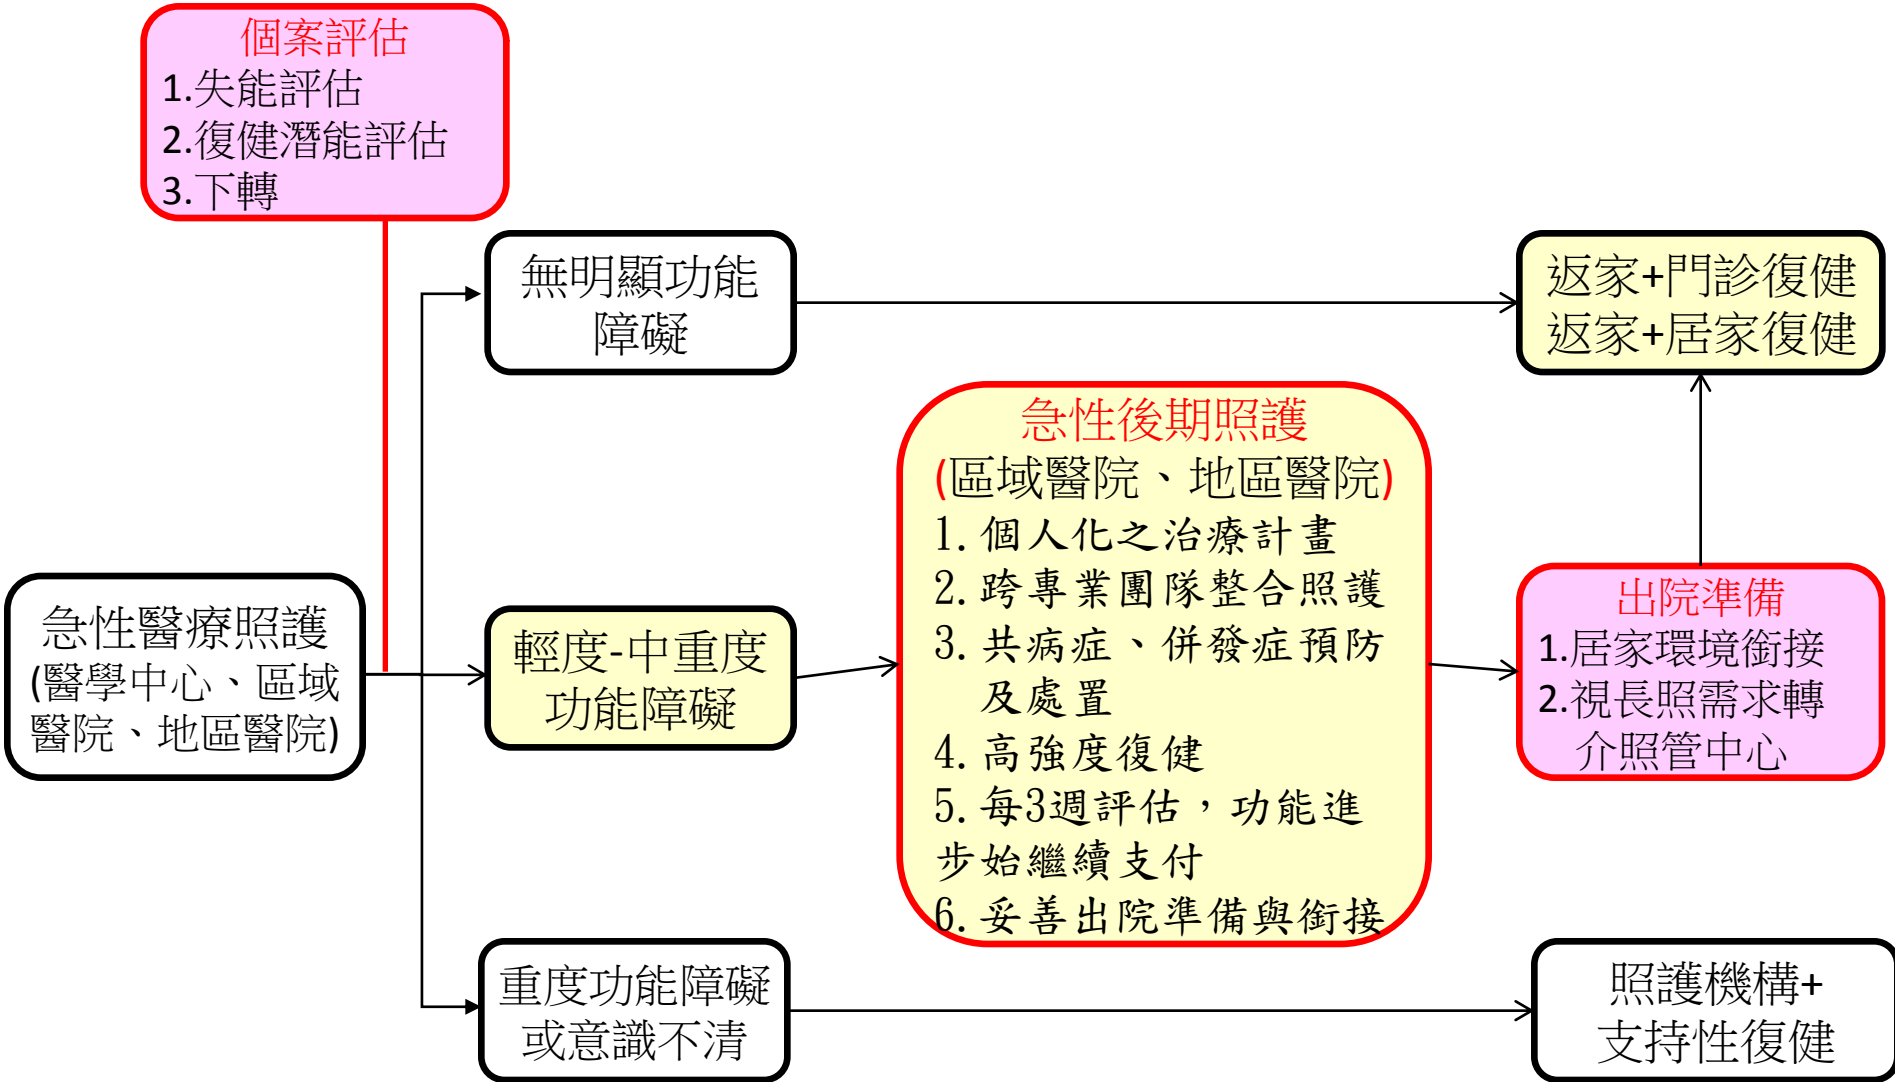 個案評估
1.失能評估
2.復健潛能評估
3.下轉
無明顯功能
障礙
返家+門診復健
返家+居家復健
急性後期照護
(區域醫院、地區醫院)
1.個人化之治療計畫
2.跨專業團隊整合照護
3.共病症、併發症預防
及處置
4.高強度復健
5.每3週評估，功能進
步始繼續支付
6.妥善出院準備與銜接
急性醫療照護
(醫學中心、區域
醫院、地區醫院)
輕度-中重度
功能障礙
出院準備
1.居家環境銜接
2.視長照需求轉
介照管中心
重度功能障礙
或意識不清
照護機構+
支持性復健